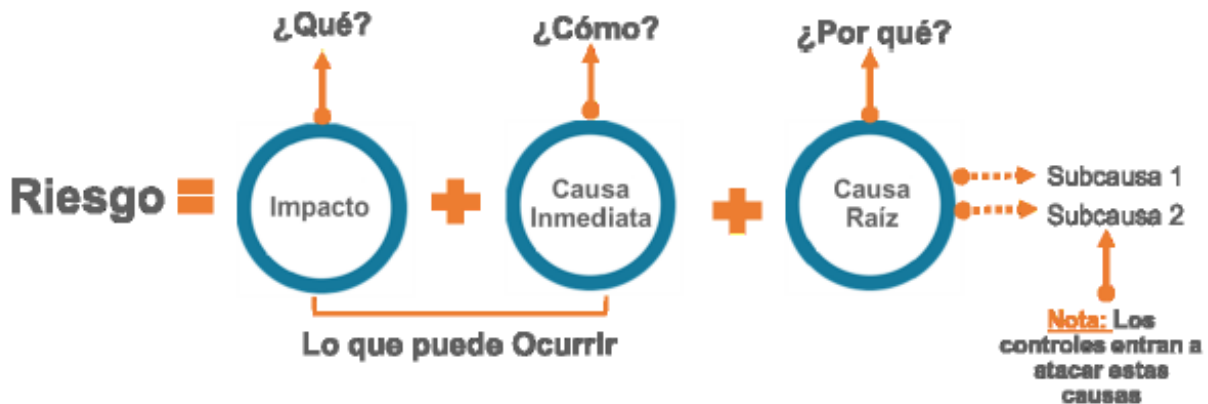 ¿Qué?
¿Cómo?
¿Por qué?
Riesgo =
Impacto
+
Causa
Inmediata
+
Causa
Raíz
Subcausa 1
Subcausa 2
Lo que puede Ocurrir
Nota: Los
controles entran a
atacar estas
causas